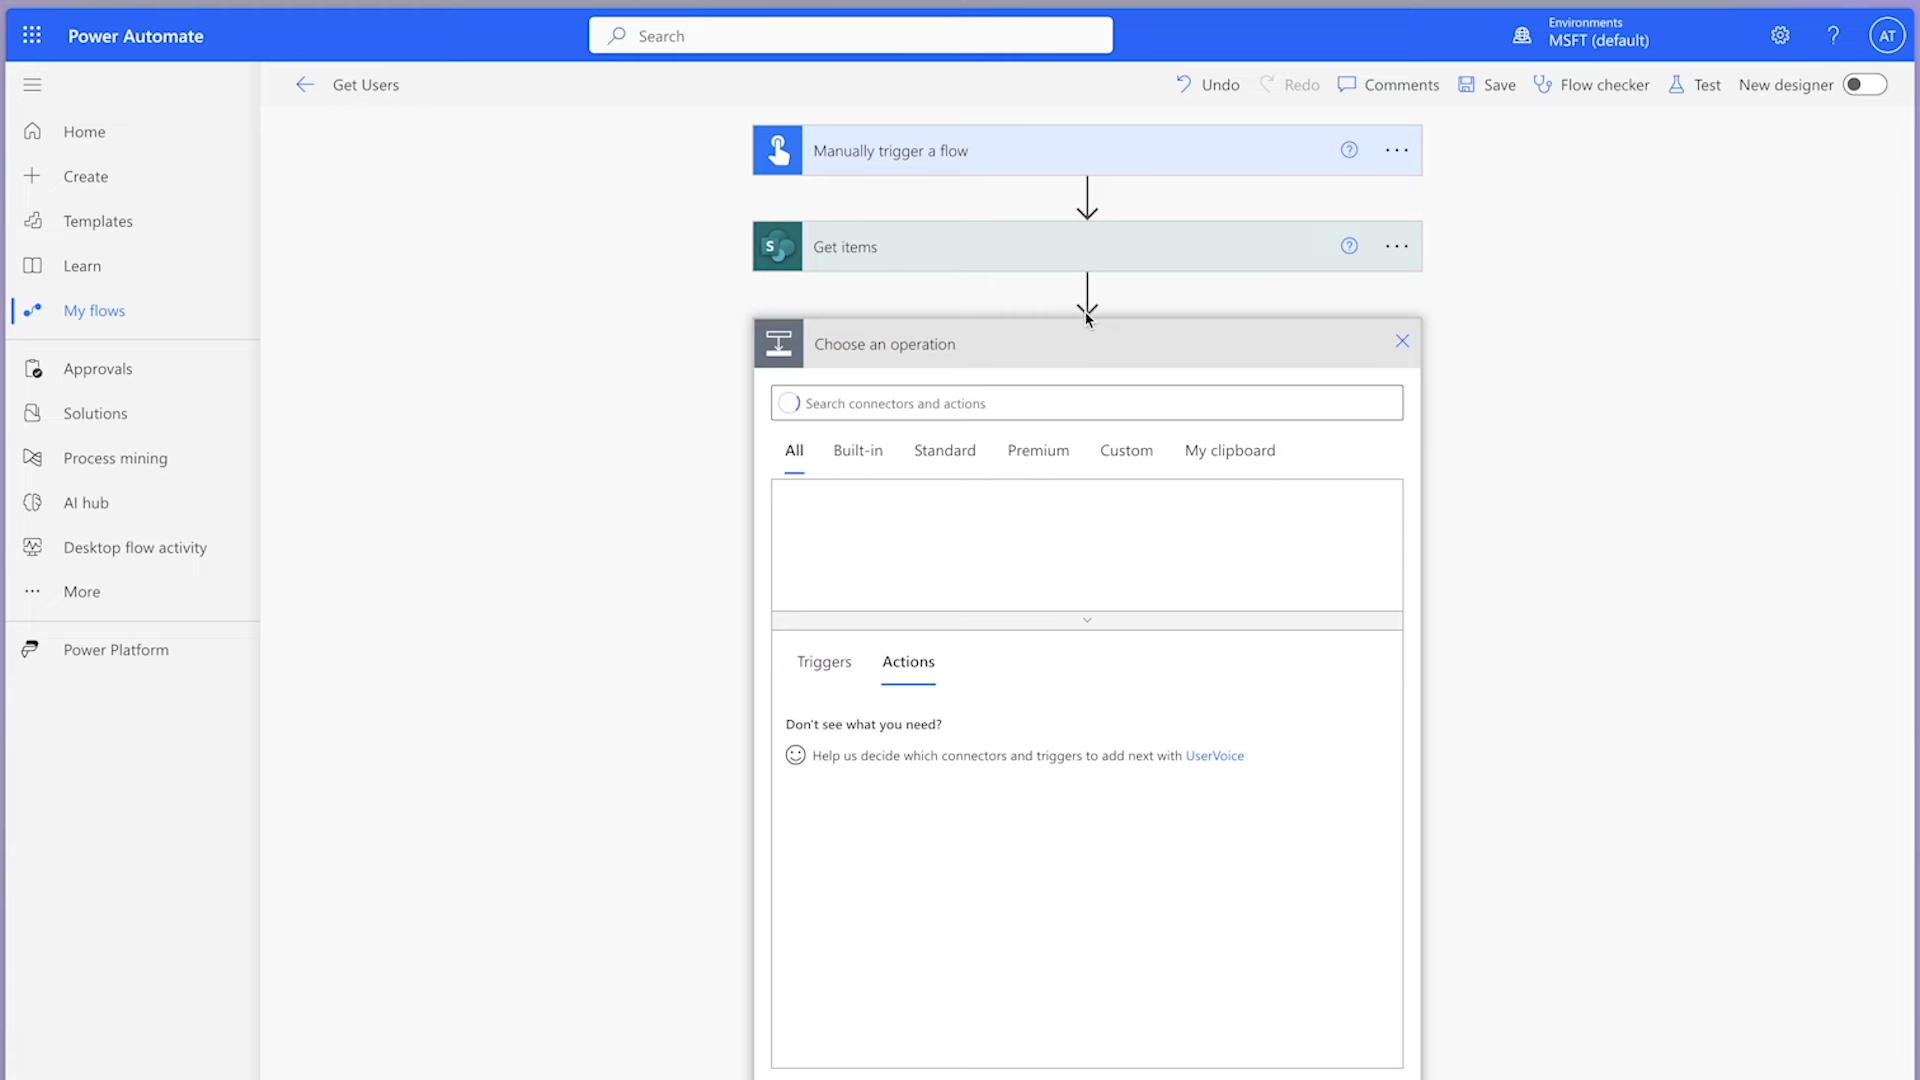 Power Automate
Search
Environments
MSFT (default)
AT
Get Users
Undo
Redo
Comments
Save
Flow checker
Test
New designer
Home
Create
Templates
Learn
My flows
Approvals
Solutions
Process mining
AI hub
Desktop flow activity
More
Power Platform
Manually trigger a flow
S
Get items
Choose an operation
Search connectors and actions
All
Built-in
Standard
Premium
Custom
My clipboard
Triggers
Actions
Don't see what you need?
Help us decide which connectors and triggers to add next with UserVoice